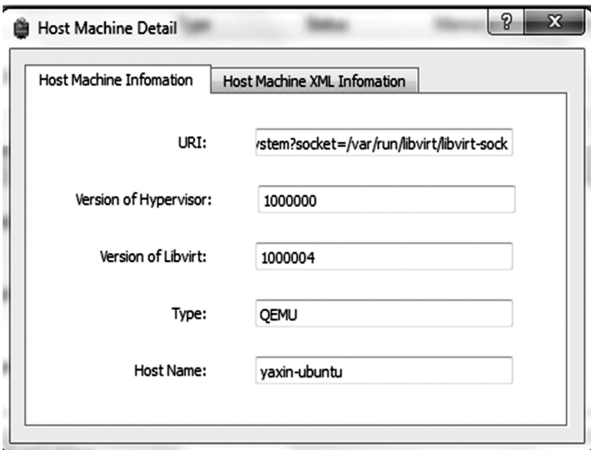 Host Machine Detail
Host Machine Infomation
Host Machine XML Infomation
URI: ystem?socket=/var/run/libvirt/libvirt-sock
Version of Hypervisor: 1000000
Version of Libvirt: 1000004
Type: QEMU
Host Name: yaxin-ubuntu